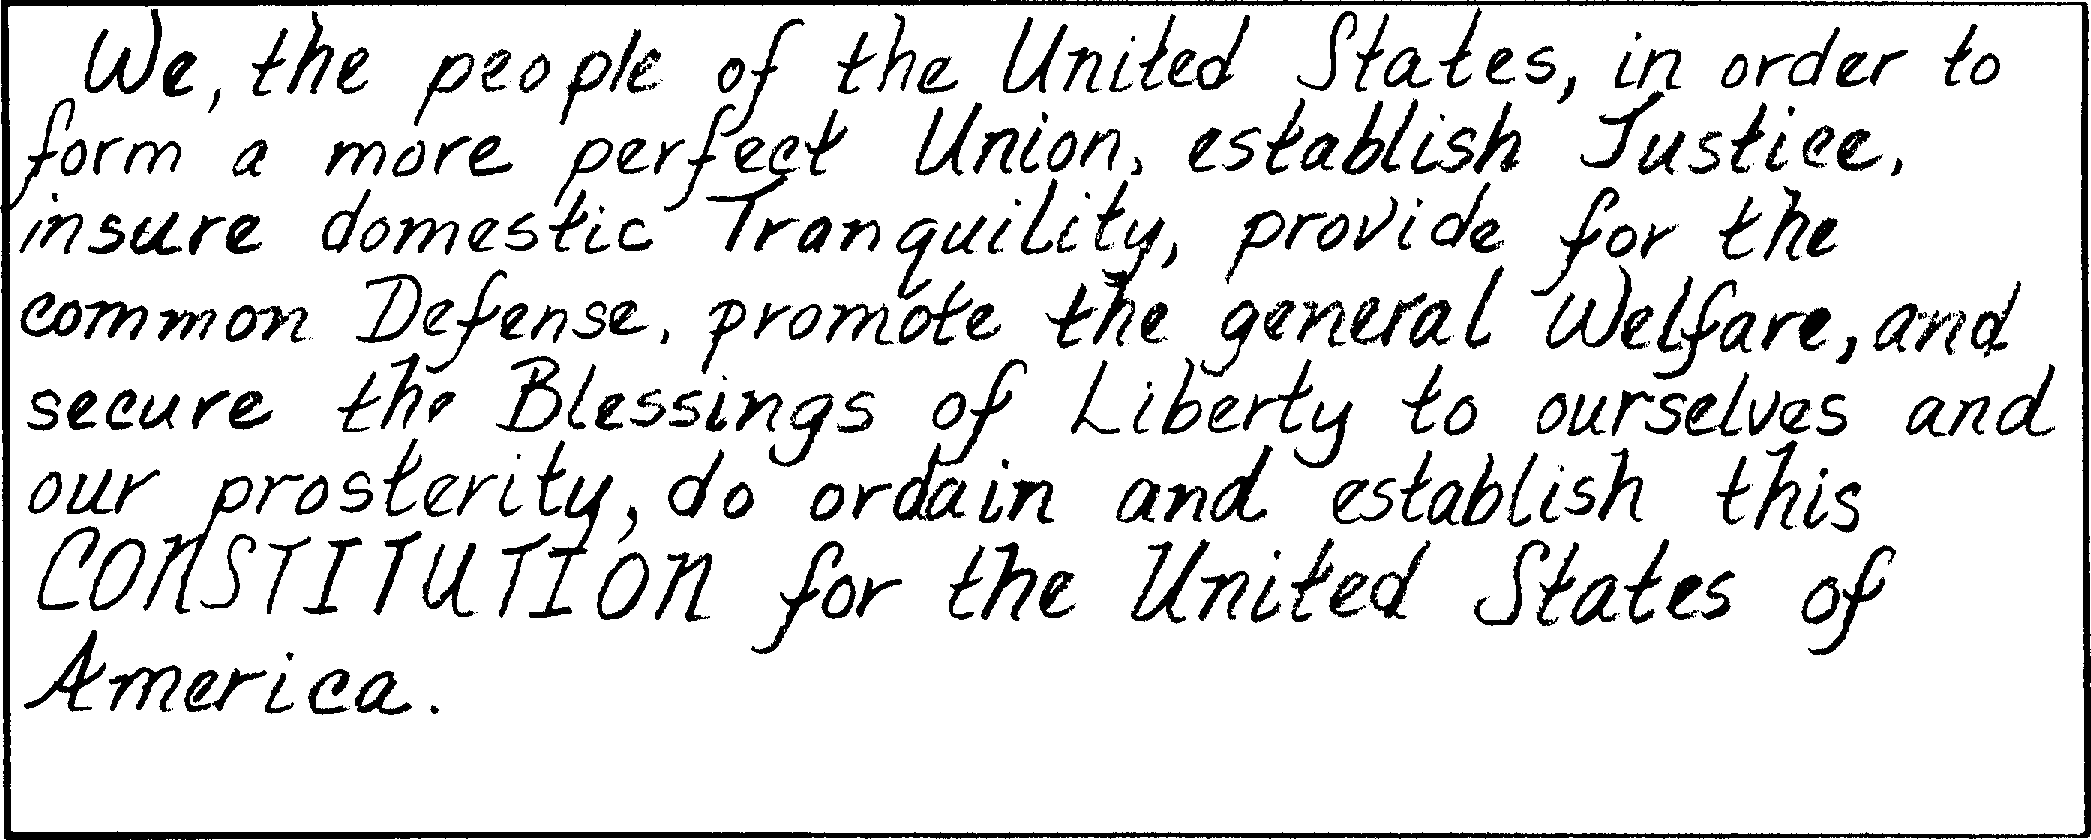 We, the people of the United States, in order to
form a more perfect Union, establish Justice,
insure domestic Tranquility, provide for the
common Defense, promote the general Welfare, and
secure the Blessings of Liberty to ourselves and
our prosterity, do ordain and establish this
CONSTITUTION for the United States of
America.